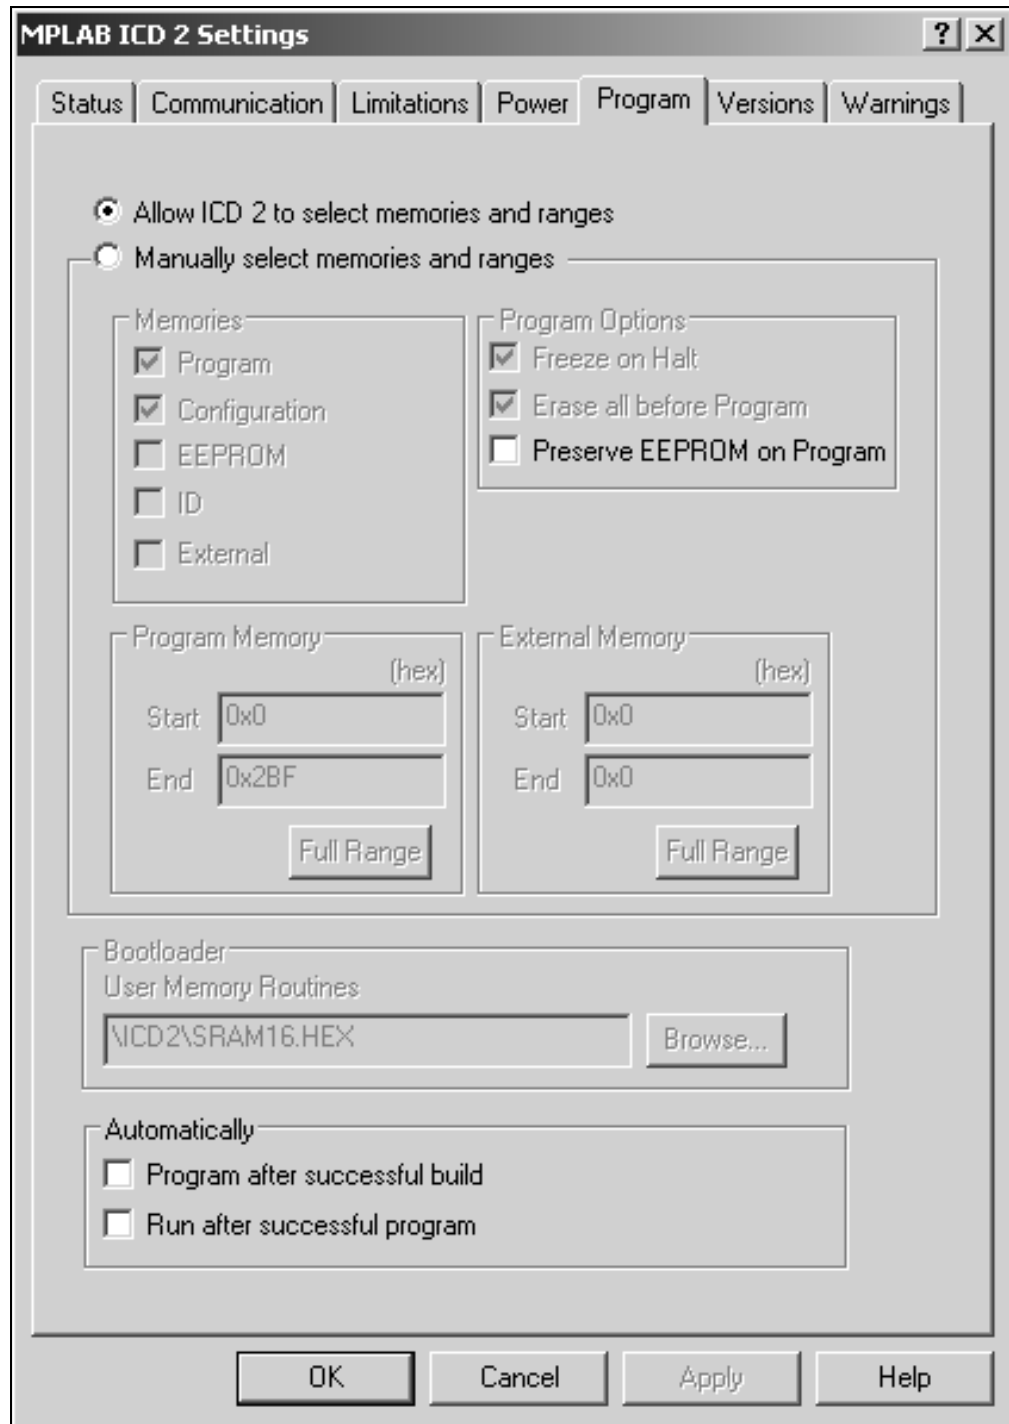 MPLAB ICD 2 Settings
Status Communication Limitations Power Program Versions Warnings
Allow ICD 2 to select memories and ranges
Manually select memories and ranges
Memories
Program
Configuration
EEPROM
ID
External
Program Options
Freeze on Halt
Erase all before Program
Preserve EEPROM on Program
Program Memory
(hex)
Start 0x0
End 0x2BF
Full Range
External Memory
(hex)
Start 0x0
End 0x0
Full Range
Bootloader
User Memory Routines
\ICD2\SRAM16.HEX Browse...
Automatically
Program after successful build
Run after successful program
OK Cancel Apply Help